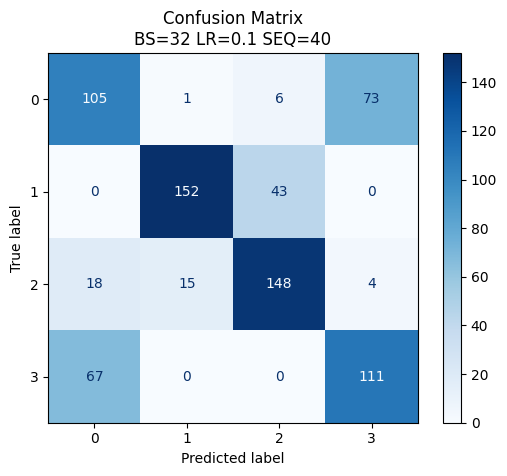 Confusion Matrix
BS=32 LR=0.1 SEQ=40
0 105 1 6 73
1 0 152 43 0
2 18 15 148 4
3 67 0 0 111
0 1 2 3
Predicted label
True label
140
120
100
80
60
40
20
0